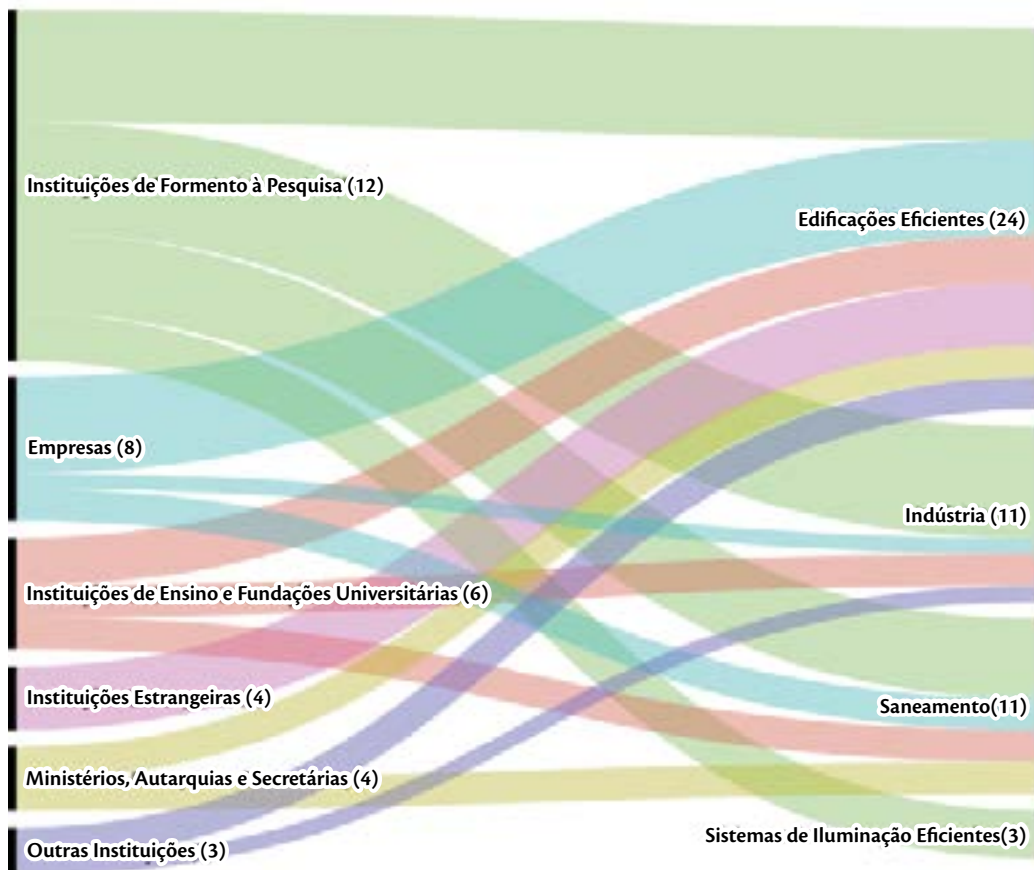 Instituições de Formento à Pesquisa (12)
Edificações Eficientes (24)
Empresas (8)
Indústria (11)
Instituições de Ensino e Fundações Universitárias (6)
Instituições Estrangeiras (4)
Saneamento(11)
Ministérios, Autarquias e Secretárias (4)
Sistemas de Iluminação Eficientes(3)
Outras Instituições (3)